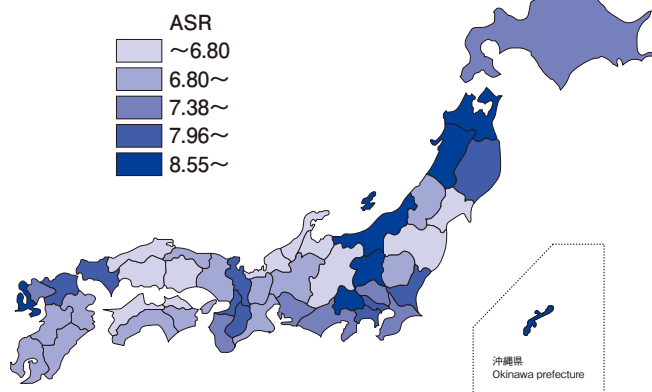 ASR
～6.80
6.80～
7.38～
7.96～
8.55～
沖縄県
Okinawa prefecture